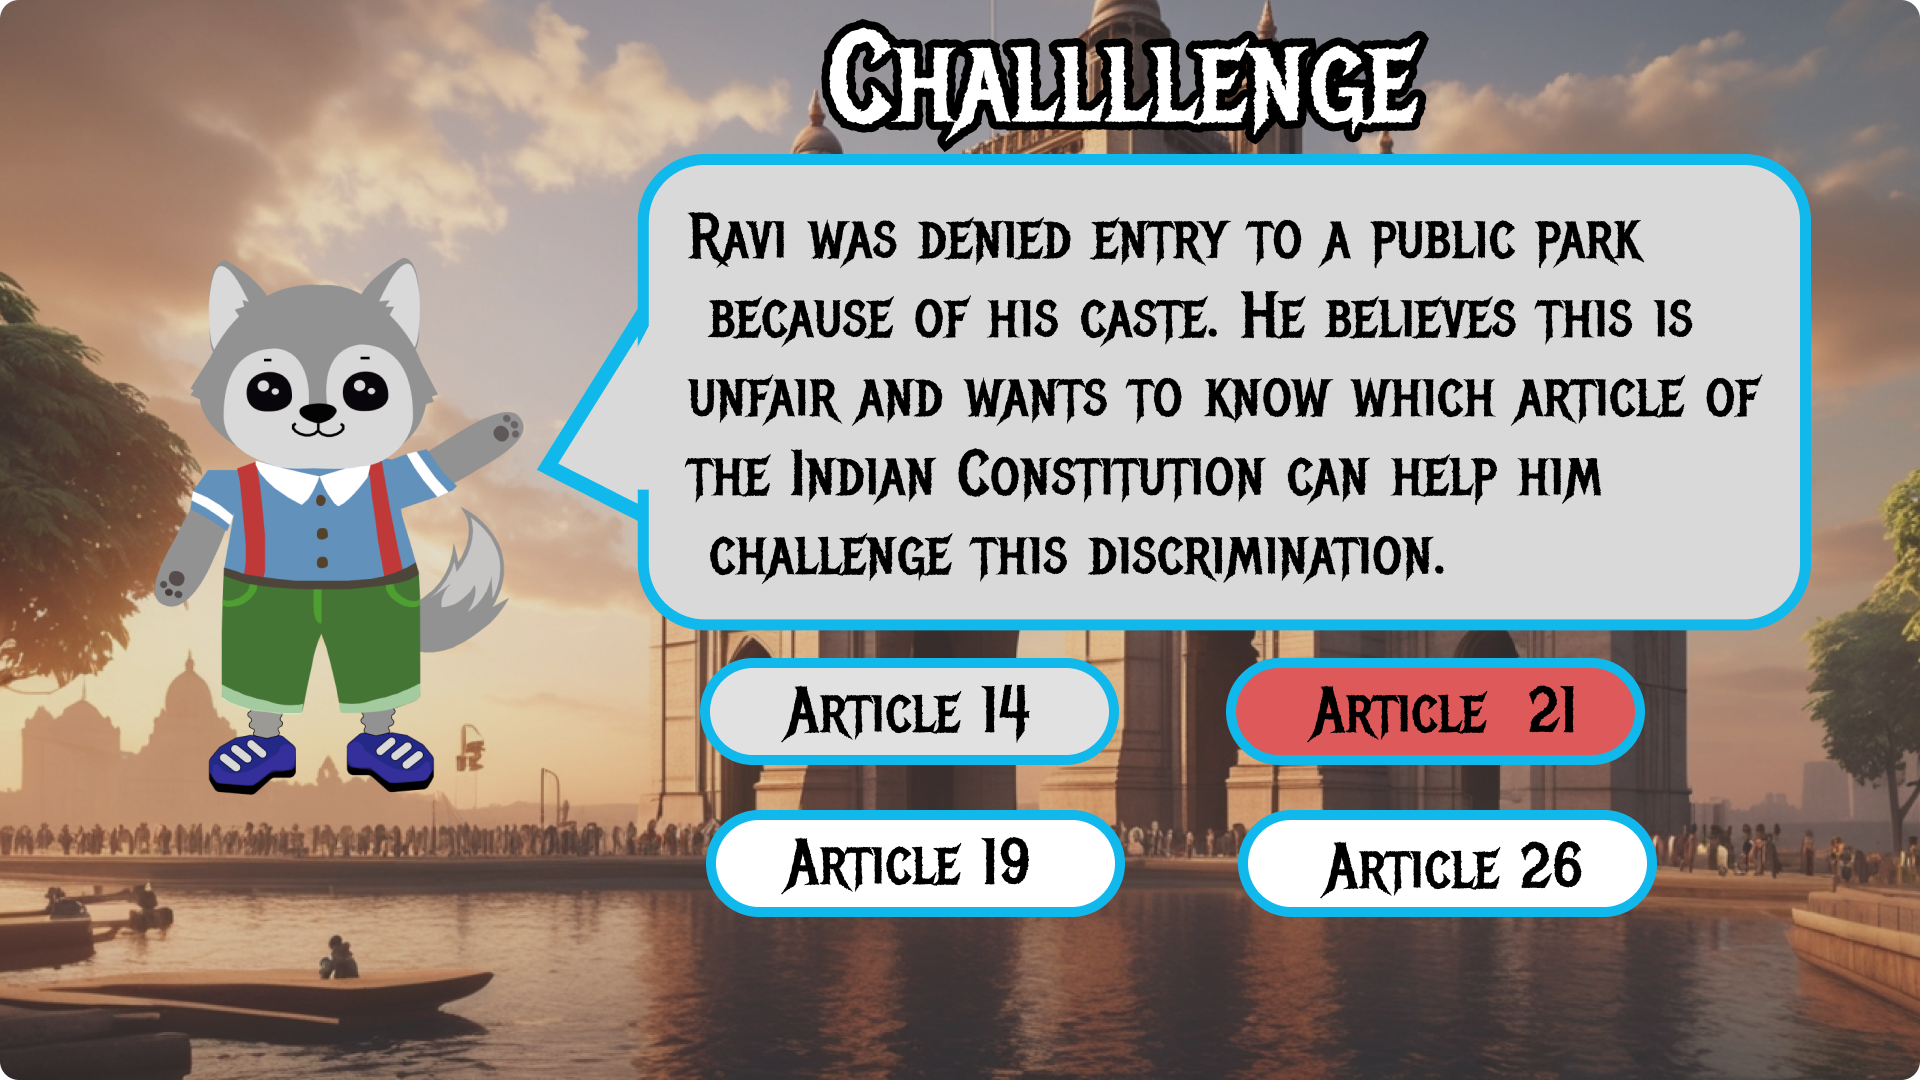 Challlenge
Ravi was denied entry to a public park
because of his caste. He believes this is
unfair and wants to know which article of
the Indian Constitution can help him
challenge this discrimination.
Article 14
Article 21
Article 19
Article 26